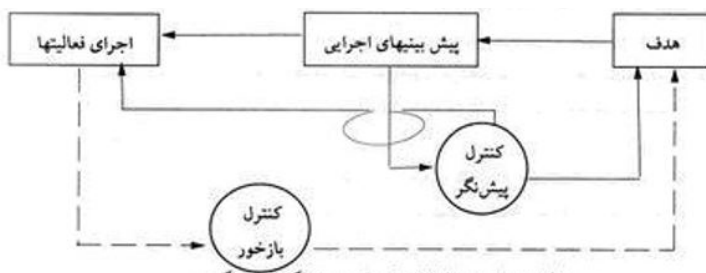 هدف
پیش بینیهای اجرایی
اجرای فعالیتها
کنترل
پیش‌نگر
کنترل
بازخور